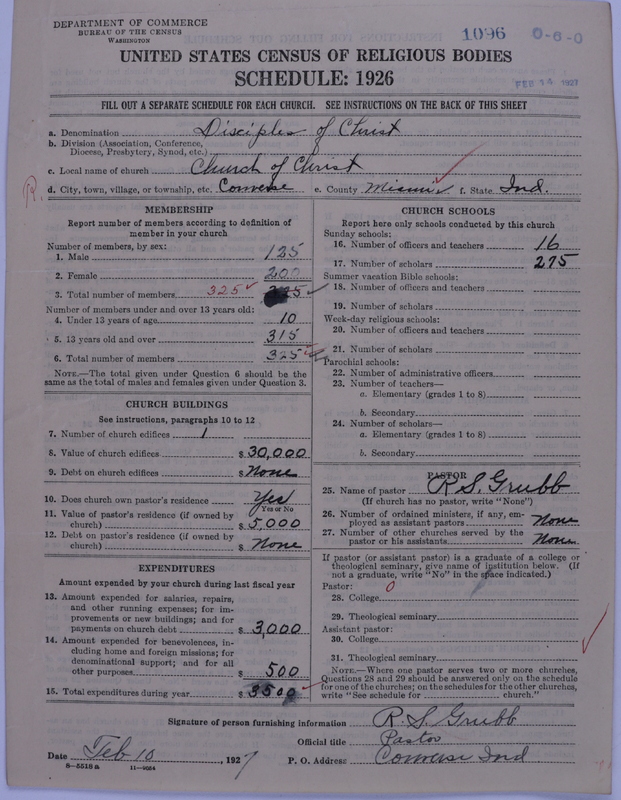 DEPARTMENT OF COMMERCE
BUREAU OF THE CENSUS
WASHINGTON
1096 0-6-0
UNITED STATES CENSUS OF RELIGIOUS BODIES
SCHEDULE: 1926
FEB 14 1927
FILL OUT A SEPARATE SCHEDULE FOR EACH CHURCH. SEE INSTRUCTIONS ON THE BACK OF THIS SHEET
a. Denomination Disciples of Christ
b. Division (Association, Conference,
Diocese, Presbytery, Synod, etc.)
c. Local name of church Church of Christ
d. City, town, village, or township, etc. Converse e. County Miami f. State Ind.
MEMBERSHIP
Report number of members according to definition of
member in your church
Number of members, by sex:
1. Male 125
2. Female 200
3. Total number of members 325 325
Number of members under and over 13 years old:
4. Under 13 years of age 10
5. 13 years old and over 315
6. Total number of members 325
NOTE.—The total given under Question 6 should be
same as the total of males and females given under Question 3.
CHURCH BUILDINGS
See instructions, paragraphs 10 to 12
7. Number of church edifices 1
8. Value of church edifices $ 30,000
9. Debt on church edifices $ None
10. Does church own pastor's residence Yes
Yes or No
11. Value of pastor's residence (if owned by
church) $ 5,000
12. Debt on pastor's residence (if owned by
church) $ None
EXPENDITURES
Amount expended by your church during last fiscal year
13. Amount expended for salaries, repairs,
and other running expenses; for im-
provements or new buildings; and for
payments on church debt $ 3,000
14. Amount expended for benevolences, in-
cluding home and foreign missions; for
denominational support; and for all
other purposes $ 500
15. Total expenditures during year $ 3500
CHURCH SCHOOLS
Report here only schools conducted by this church
Sunday schools:
16. Number of officers and teachers 16
17. Number of scholars 275
Summer vacation Bible schools:
18. Number of officers and teachers
19. Number of scholars
Week-day religious schools:
20. Number of officers and teachers
21. Number of scholars
Parochial schools:
22. Number of administrative officers
23. Number of teachers—
a. Elementary (grades 1 to 8)
b. Secondary
24. Number of scholars—
a. Elementary (grades 1 to 8)
b. Secondary
PASTOR
25. Name of pastor R. S. Grubb
(If church has no pastor, write "None")
26. Number of ordained ministers, if any, em-
ployed as assistant pastors None
27. Number of other churches served by the
pastor or his assistants None
If pastor (or assistant pastor) is a graduate of a college or
theological seminary, give name of institution below. (If
not a graduate, write "No" in the space indicated.)
Pastor:
28. College 0
29. Theological seminary
Assistant pastor:
30. College
31. Theological seminary
NOTE.—Where one pastor serves two or more churches,
Questions 28 and 29 should be answered only on the schedule
for one of the churches; on the schedules for the other churches,
write "See schedule for church."
Signature of person furnishing information R. S. Grubb
Official title Pastor
Date Feb 10, 1927 P. O. Address Converse Ind
8—5518 a 11—9684